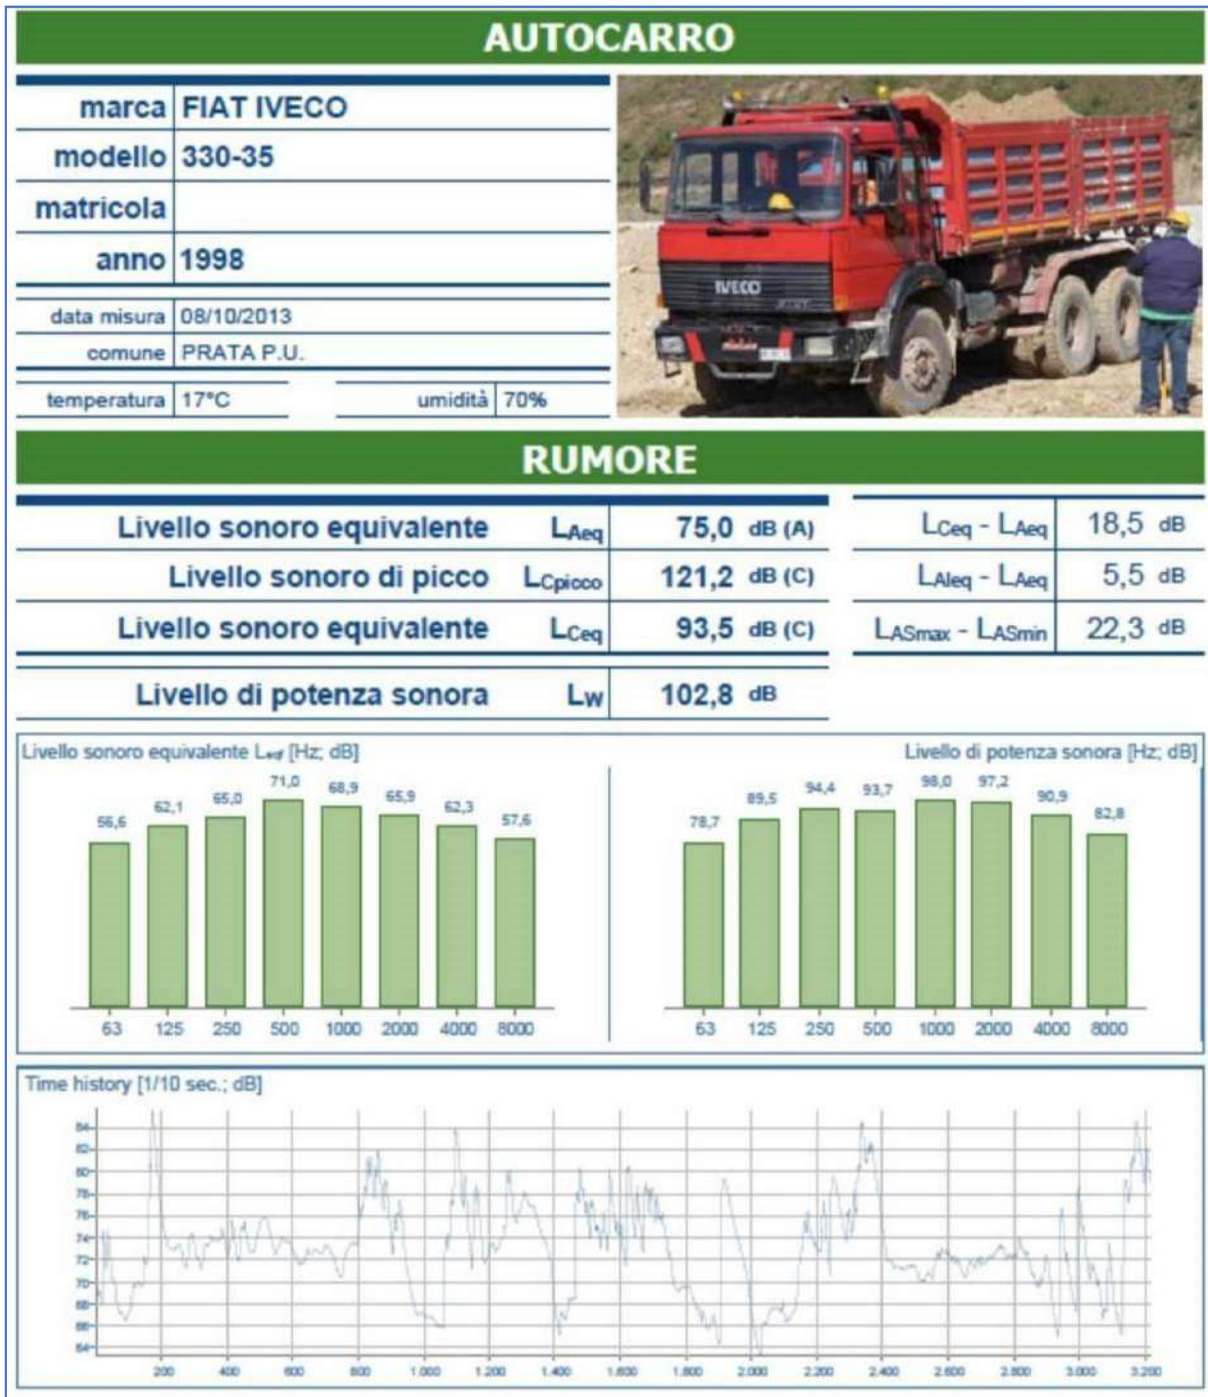 AUTOCARRO
marca FIAT IVECO
modello 330-35
matricola
anno 1998
data misura 08/10/2013
comune PRATA P.U.
temperatura 17°C umidità 70%
IVECO
RUMORE
Livello sonoro equivalente LAeq 75,0 dB (A)
Livello sonoro di picco LCpicco 121,2 dB (C)
Livello sonoro equivalente LCeq 93,5 dB (C)
Livello di potenza sonora LW 102,8 dB
LCeq - LAeq 18,5 dB
LAIeq - LAeq 5,5 dB
LASmax - LASmin 22,3 dB
Livello sonoro equivalente Leqf [Hz; dB]
56,6 62,1 65,0 71,0 68,9 65,9 62,3 57,6
63 125 250 500 1000 2000 4000 8000
Livello di potenza sonora [Hz; dB]
78,7 89,5 94,4 93,7 98,0 97,2 90,9 82,8
63 125 250 500 1000 2000 4000 8000
Time history [1/10 sec.; dB]
84
82
80
78
76
74
72
70
68
66
64
200 400 600 800 1.000 1.200 1.400 1.600 1.800 2.000 2.200 2.400 2.600 2.800 3.000 3.200